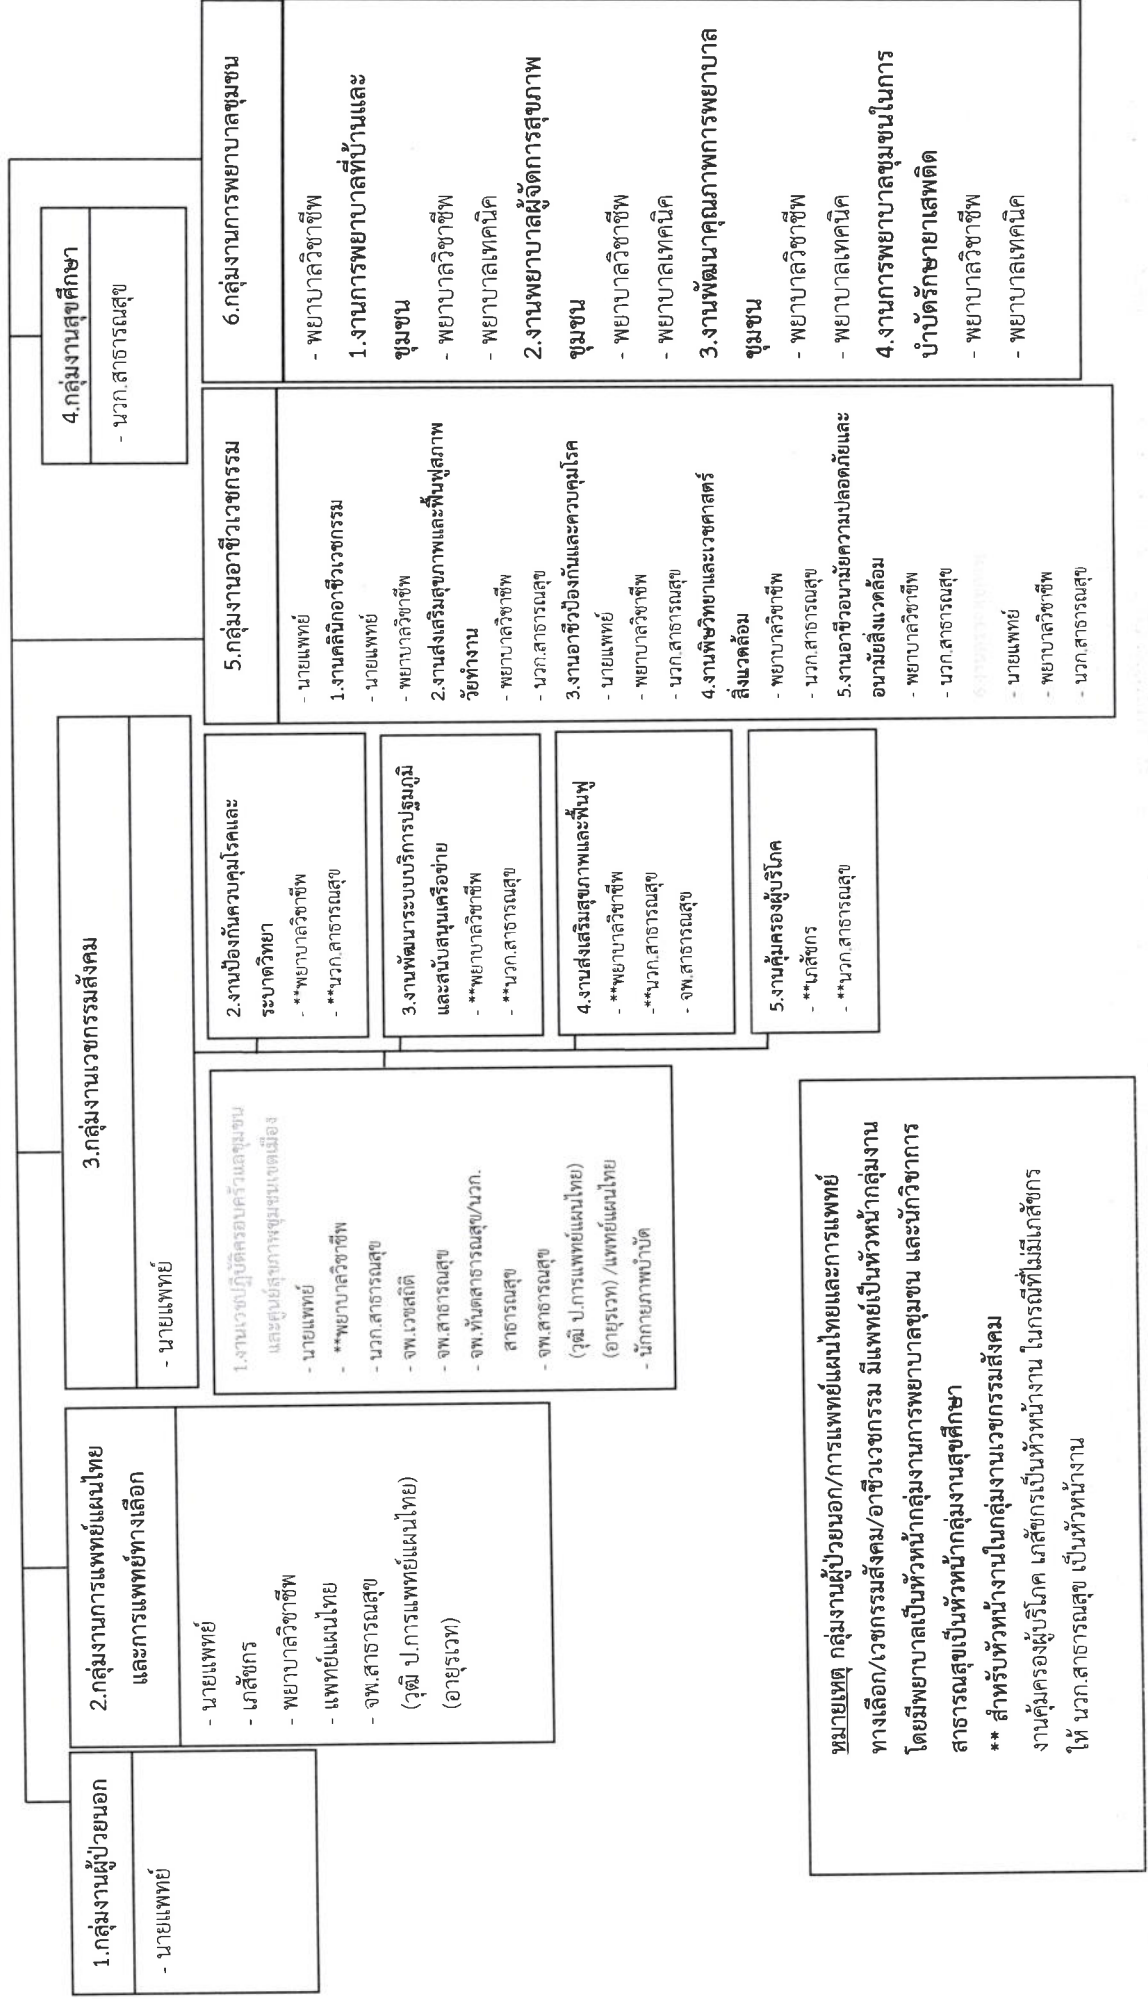 1.กลุ่มงานผู้ป่วยนอก
- นายแพทย์
2.กลุ่มงานการแพทย์แผนไทย
และการแพทย์ทางเลือก
- นายแพทย์
- เภสัชกร
- พยาบาลวิชาชีพ
- แพทย์แผนไทย
- จพ.สาธารณสุข
(วุฒิ ป.การแพทย์แผนไทย)
(อายุรเวท)
3.กลุ่มงานเวชกรรมสังคม
- นายแพทย์
1.งานเวชปฏิบัติครอบครัวแลชุมชน
และศูนย์สุขภาพชุมชนเขตเมือง
- นายแพทย์
- **พยาบาลวิชาชีพ
- นวก.สาธารณสุข
- จพ.เวชสถิติ
- จพ.สาธารณสุข
- จพ.ทันตสาธารณสุข/นวก.
สาธารณสุข
- จพ.สาธารณสุข
(วุฒิ ป.การแพทย์แผนไทย)
(อายุรเวท) /แพทย์แผนไทย
- นักกายภาพบำบัด
2.งานป้องกันควบคุมโรคและ
ระบาดวิทยา
- **พยาบาลวิชาชีพ
- **นวก.สาธารณสุข
3.งานพัฒนาระบบบริการปฐมภูมิ
และสนับสนุนเครือข่าย
- **พยาบาลวิชาชีพ
- **นวก.สาธารณสุข
4.งานส่งเสริมสุขภาพและฟื้นฟู
- **พยาบาลวิชาชีพ
-**นวก.สาธารณสุข
- จพ.สาธารณสุข
5.งานคุ้มครองผู้บริโภค
- **เภสัชกร
- **นวก.สาธารณสุข
4.กลุ่มงานสุขศึกษา
- นวก.สาธารณสุข
5.กลุ่มงานอาชีวเวชกรรม
- นายแพทย์
1.งานคลินิกอาชีวเวชกรรม
- นายแพทย์
- พยาบาลวิชาชีพ
2.งานส่งเสริมสุขภาพและฟื้นฟูสภาพ
วัยทำงาน
- พยาบาลวิชาชีพ
- นวก.สาธารณสุข
3.งานอาชีวป้องกันและควบคุมโรค
- นายแพทย์
- พยาบาลวิชาชีพ
- นวก.สาธารณสุข
4.งานพิษวิทยาและเวชศาสตร์
สิ่งแวดล้อม
- พยาบาลวิชาชีพ
- นวก.สาธารณสุข
5.งานอาชีวอนามัยความปลอดภัยและ
อนามัยสิ่งแวดล้อม
- พยาบาลวิชาชีพ
- นวก.สาธารณสุข
- นายแพทย์
- พยาบาลวิชาชีพ
- นวก.สาธารณสุข
6.กลุ่มงานการพยาบาลชุมชน
- พยาบาลวิชาชีพ
1.งานการพยาบาลที่บ้านและ
ชุมชน
- พยาบาลวิชาชีพ
- พยาบาลเทคนิค
2.งานพยาบาลผู้จัดการสุขภาพ
ชุมชน
- พยาบาลวิชาชีพ
- พยาบาลเทคนิค
3.งานพัฒนาคุณภาพการพยาบาล
ชุมชน
- พยาบาลวิชาชีพ
- พยาบาลเทคนิค
4.งานการพยาบาลชุมชนในการ
บำบัดรักษายาเสพติด
- พยาบาลวิชาชีพ
- พยาบาลเทคนิค
หมายเหตุ กลุ่มงานผู้ป่วยนอก/การแพทย์แผนไทยและการแพทย์
ทางเลือก/เวชกรรมสังคม/อาชีวเวชกรรม มีแพทย์เป็นหัวหน้ากลุ่มงาน
โดยมีพยาบาลเป็นหัวหน้ากลุ่มงานการพยาบาลชุมชน และนักวิชาการ
สาธารณสุขเป็นหัวหน้ากลุ่มงานสุขศึกษา
** สำหรับหัวหน้างานในกลุ่มงานเวชกรรมสังคม
งานคุ้มครองผู้บริโภค เภสัชกรเป็นหัวหน้างาน ในกรณีที่ไม่มีเภสัชกร
ให้ นวก.สาธารณสุข เป็นหัวหน้างาน